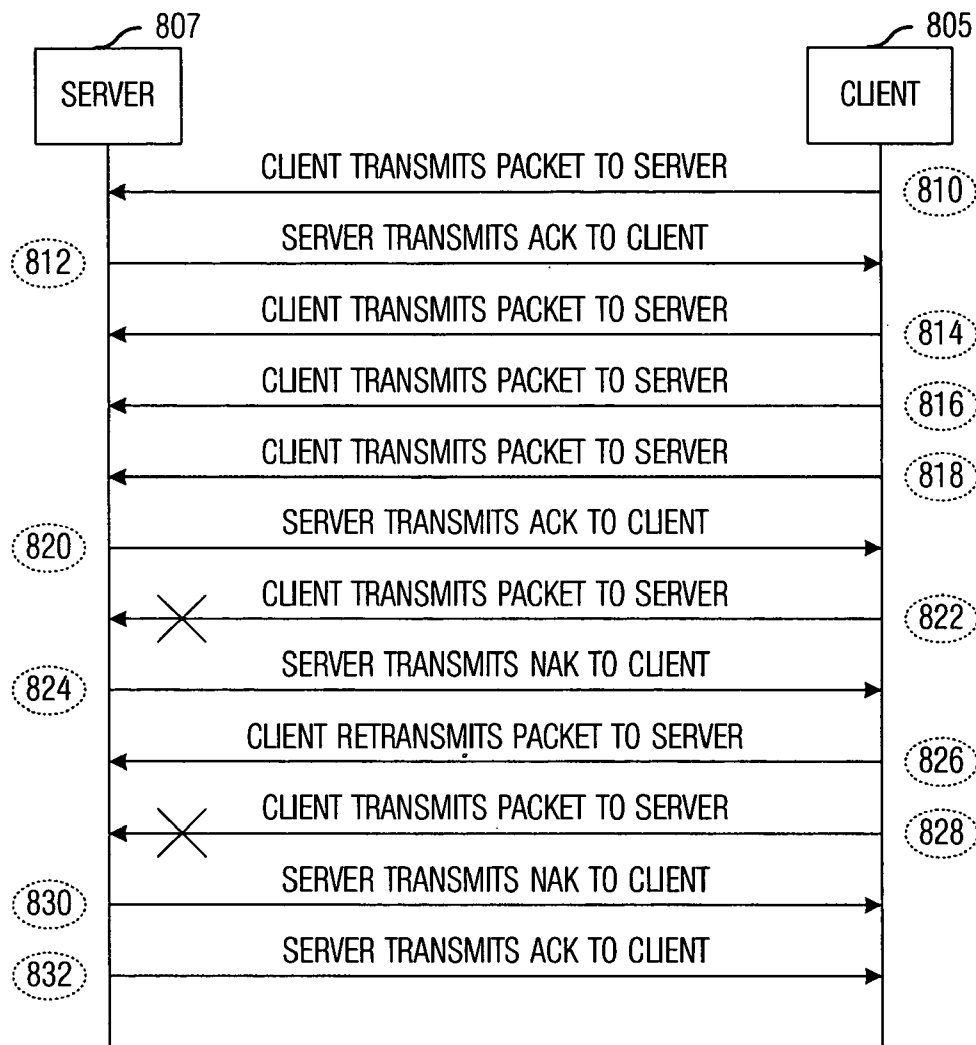 807
805
SERVER
CLIENT
CLIENT TRANSMITS PACKET TO SERVER
810
SERVER TRANSMITS ACK TO CLIENT
812
CLIENT TRANSMITS PACKET TO SERVER
814
CLIENT TRANSMITS PACKET TO SERVER
816
CLIENT TRANSMITS PACKET TO SERVER
818
SERVER TRANSMITS ACK TO CLIENT
820
CLIENT TRANSMITS PACKET TO SERVER
822
SERVER TRANSMITS NAK TO CLIENT
824
CLIENT RETRANSMITS PACKET TO SERVER
826
CLIENT TRANSMITS PACKET TO SERVER
828
SERVER TRANSMITS NAK TO CLIENT
830
SERVER TRANSMITS ACK TO CLIENT
832